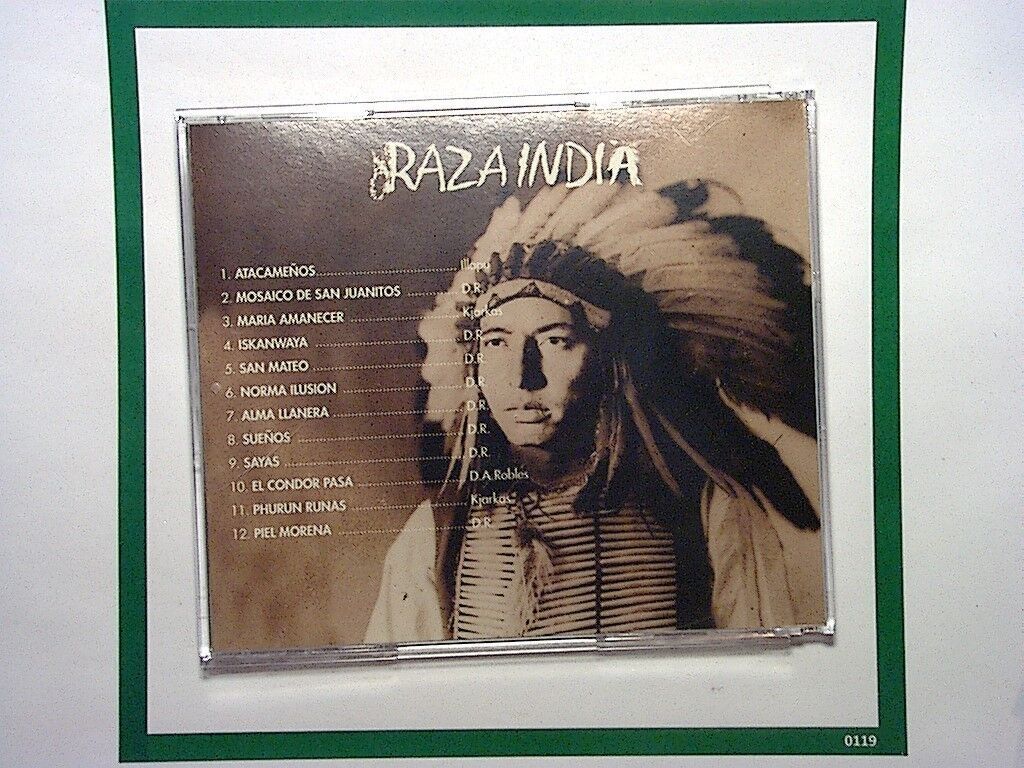 RAZA INDIA
1. ATACAMEÑOS........Illapu
2. MOSAICO DE SAN JUANITOS ........D.R.
3. MARIA AMANECER ........Kjarkas
4. ISKANWAYA ........D.R.
5. SAN MATEO ........D.R.
6. NORMA ILUSION ........D.R.
7. ALMA LLANERA ........D.R.
8. SUEÑOS ........D.R.
9. SAYAS ........D.R.
10. EL CONDOR PASA ........D.A.Robles
11. PHURUN RUNAS ........Kjarkas
12. PIEL MORENA ........D.R.
0119